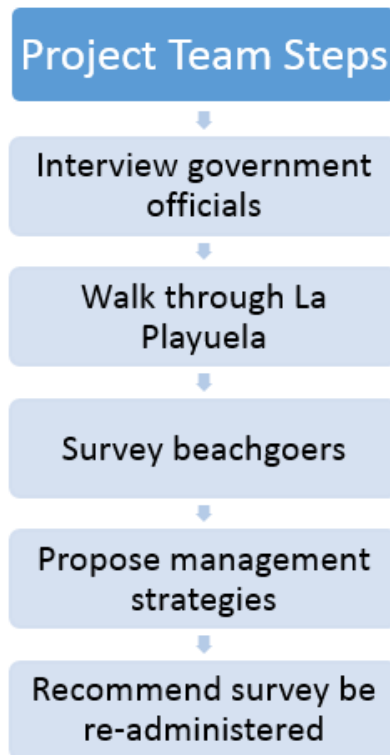 Project Team Steps
Interview government
officials
Walk through La
Playuela
Survey beachgoers
Propose management
strategies
Recommend survey be
re-administered